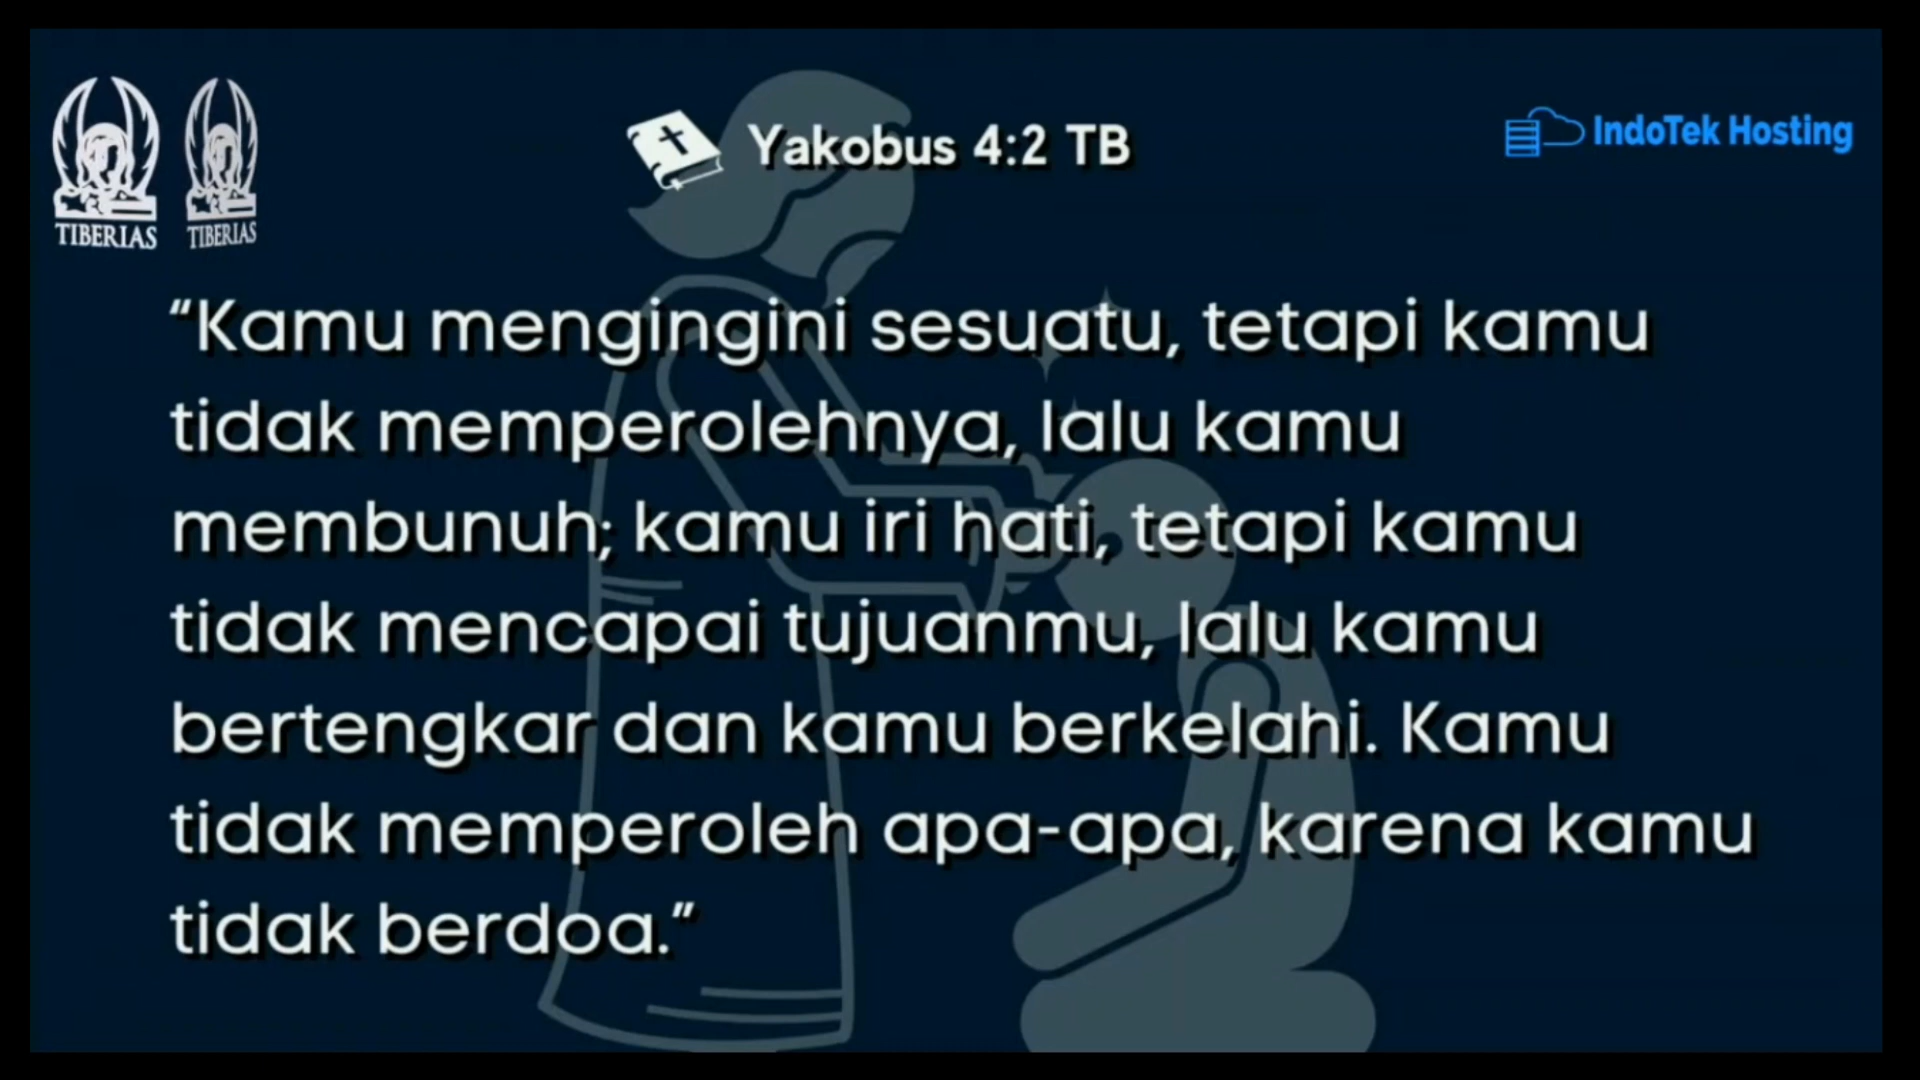 TIBERIAS
TIBERIAS
Yakobus 4:2 TB
IndoTek Hosting
“Kamu mengingini sesuatu, tetapi kamu
tidak memperolehnya, lalu kamu
membunuh; kamu iri hati, tetapi kamu
tidak mencapai tujuanmu, lalu kamu
bertengkar dan kamu berkelahi. Kamu
tidak memperoleh apa-apa, karena kamu
tidak berdoa.”